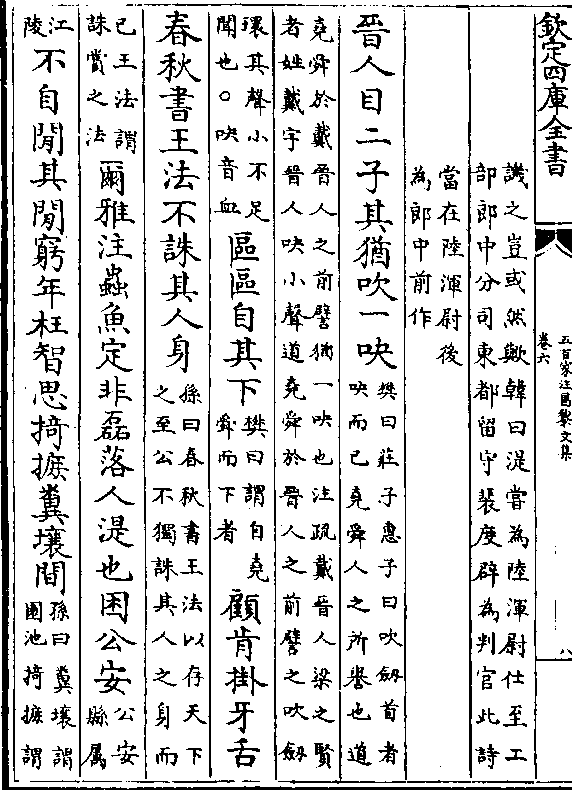 欽定四庫全書
五百家注昌黎文集
卷六
八
譏之豈或然歟韓曰湜嘗為陸渾尉仕至工
部郎中分司東都留守裴度辟為判官此詩
當在陸渾尉後
為郎中前作
晉人目二子其猶吹一吷
樊曰莊子惠子曰吹劔首者
吷而已堯舜人之所譽也道
堯舜於戴晉人之前譬猶一吷也注疏戴晉人梁之賢
者姓戴字晉人吷小聲道堯舜於晉人之前譬之吹劔
環其聲小不足
聞也○吷音血
區區自其下
樊曰謂自堯
舜而下者
顧肯掛牙舌
春秋書王法不誅其人身
孫曰春秋書王法以存天下
之至公不獨誅其人之身而
已王法謂
誅賞之法
爾雅注蟲魚定非磊落人湜也困公安
公安
縣屬
江
陵
不自閒其閒窮年枉智思掎摭糞壤間
孫曰糞壤謂
圂池掎摭謂